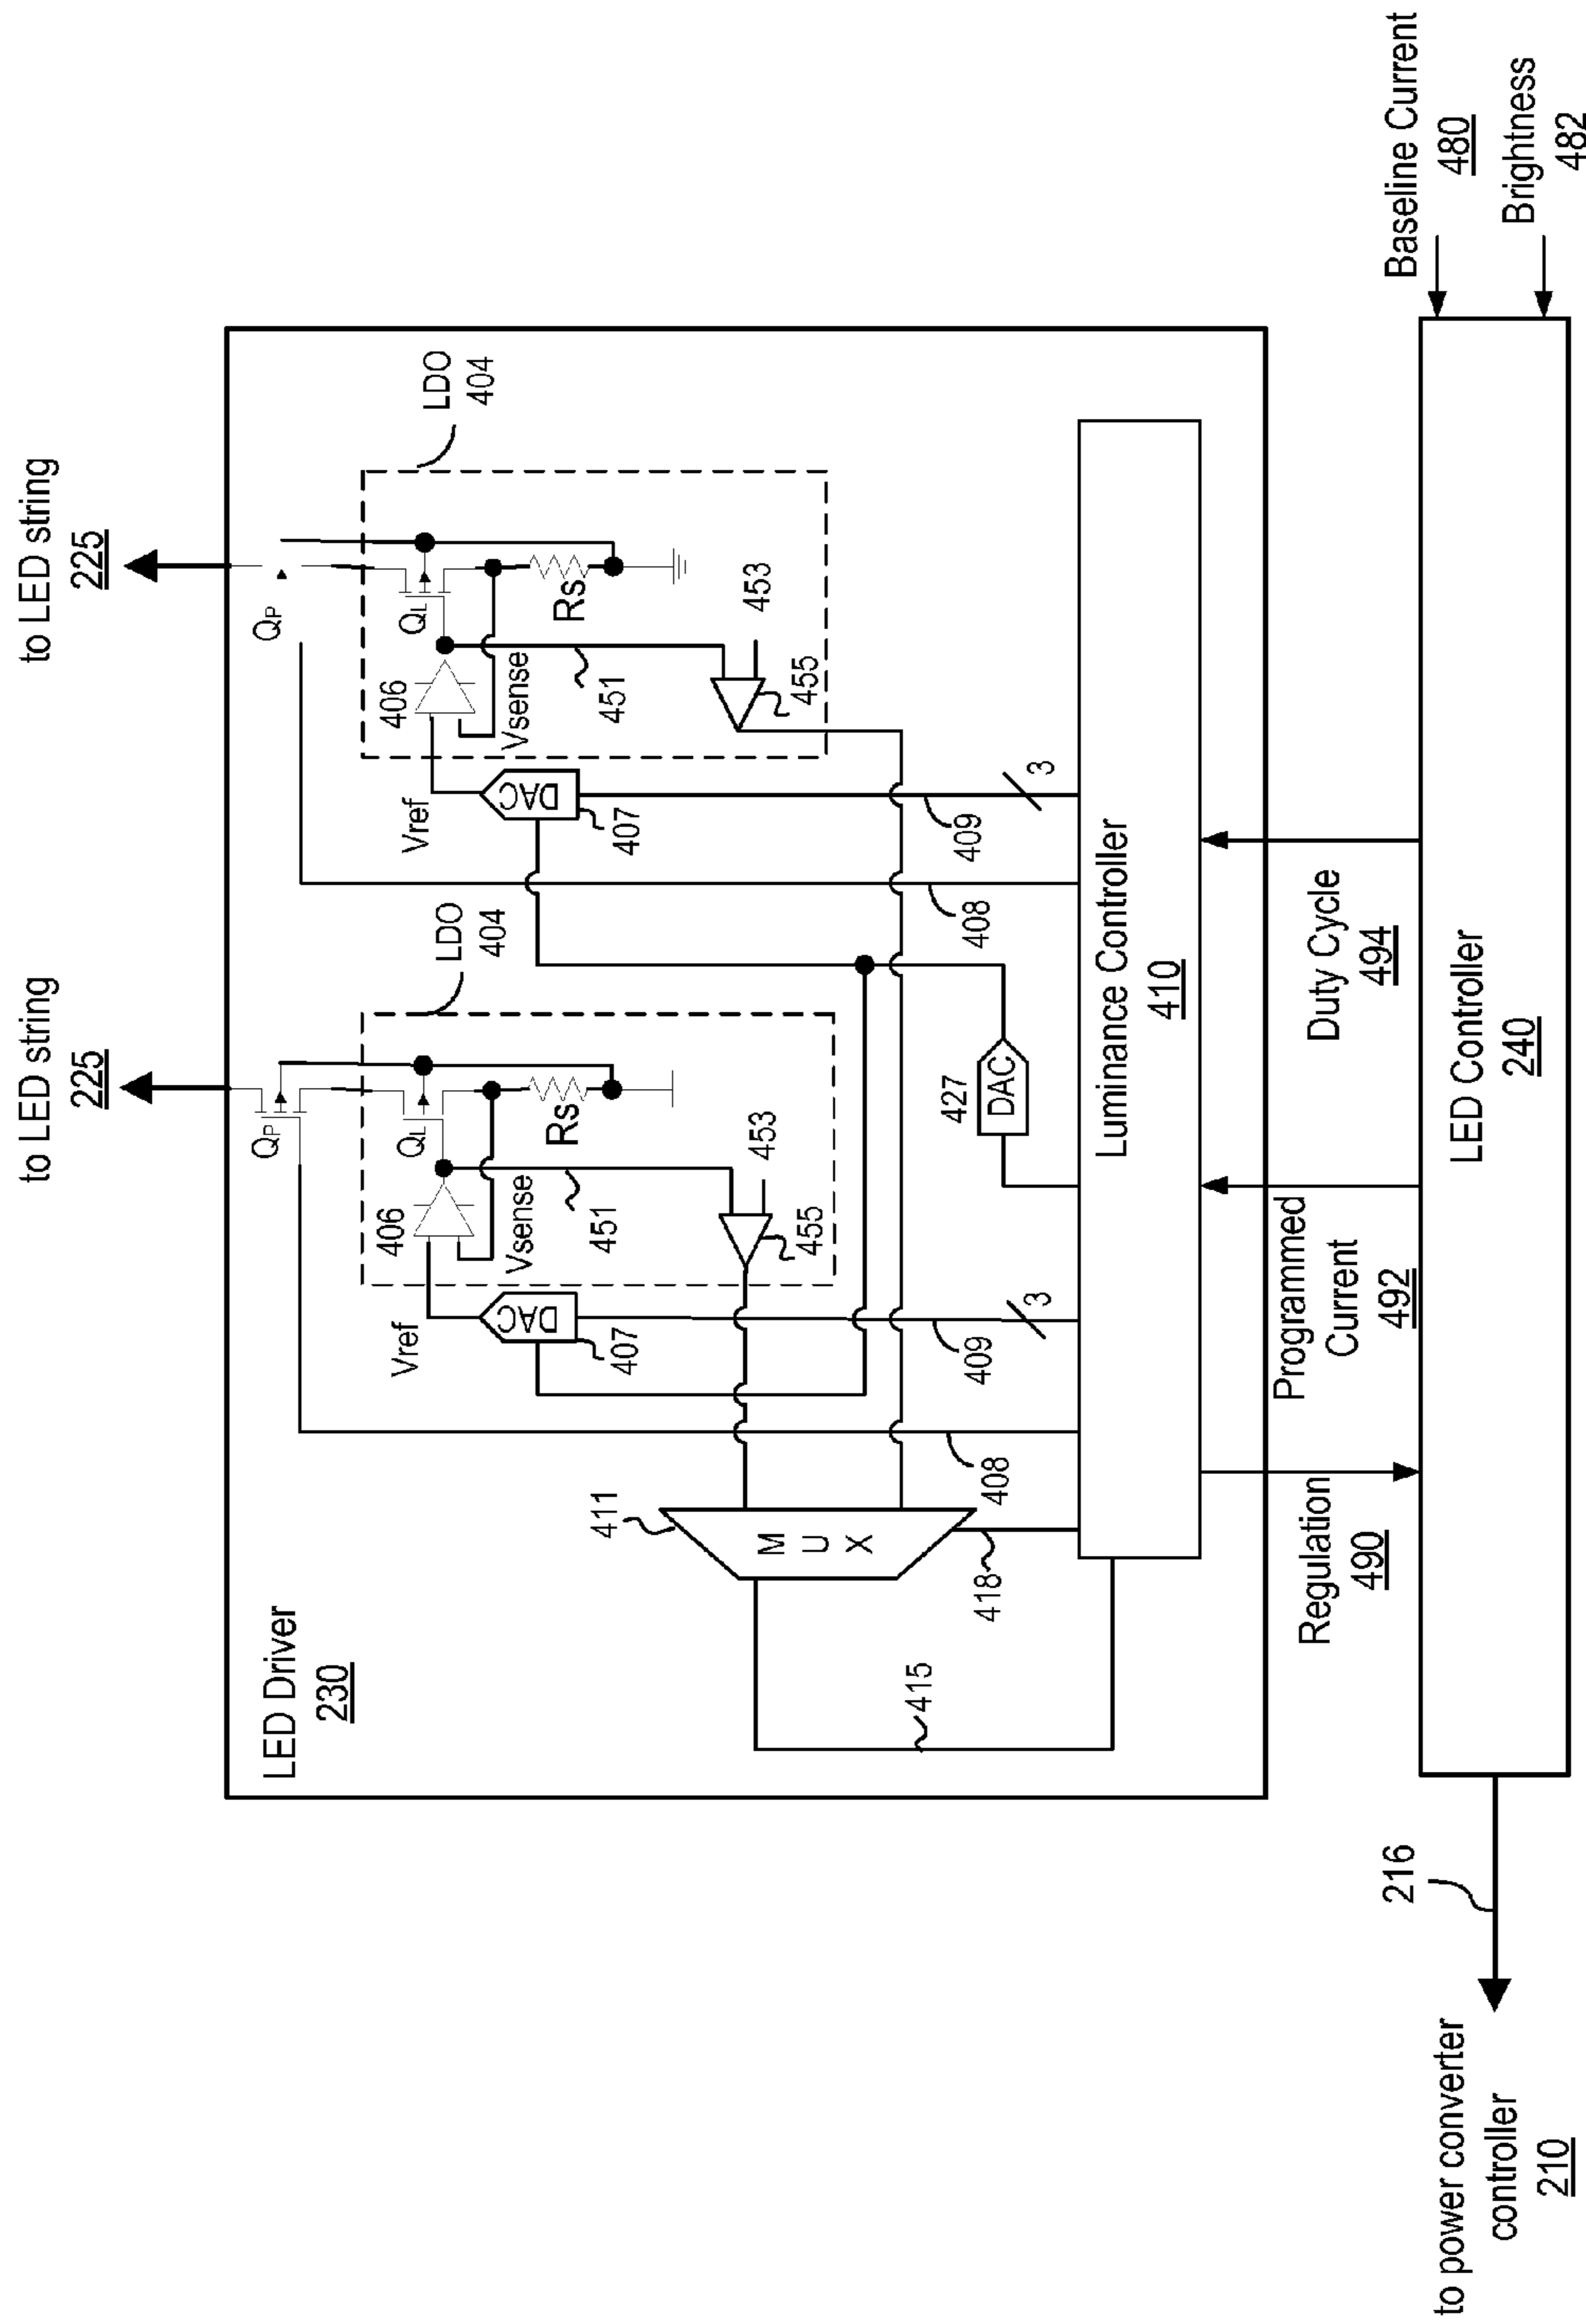 to LED string
225
to LED string
225
LED Driver
230
QP
QP
LDO
404
LDO
404
406
QL
Vsense
Rs
406
QL
Vsense
Rs
Vref
DAC
407
Vref
DAC
407
451
453
455
451
453
455
411
M
U
X
415
418
408
409
3
427
DAC
408
409
3
Luminance Controller
410
Regulation
490
Programmed
Current
492
Duty Cycle
494
LED Controller
240
Baseline Current
480
Brightness
482
216
to power converter
controller
210